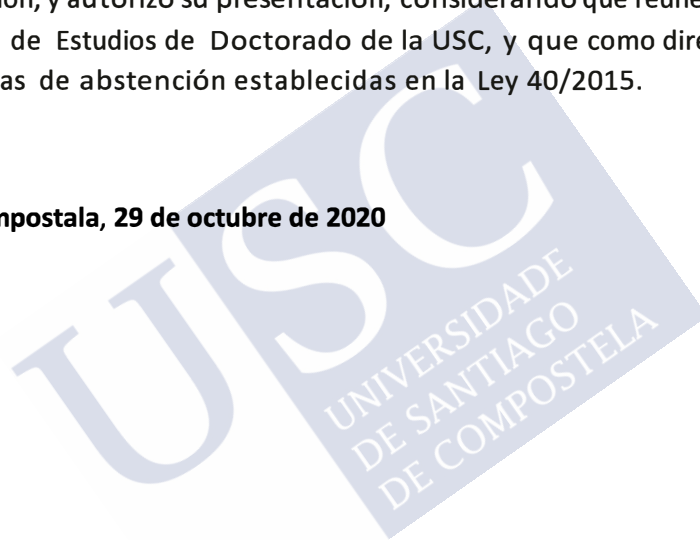 ón, y autorizo su presentación, considerando que reúne
de Estudios de Doctorado de la USC, y que como dire
as de abstención establecidas en la Ley 40/2015.
mpostala, 29 de octubre de 2020
USC
UNIVERSIDADE
DE SANTIAGO
DE COMPOSTELA